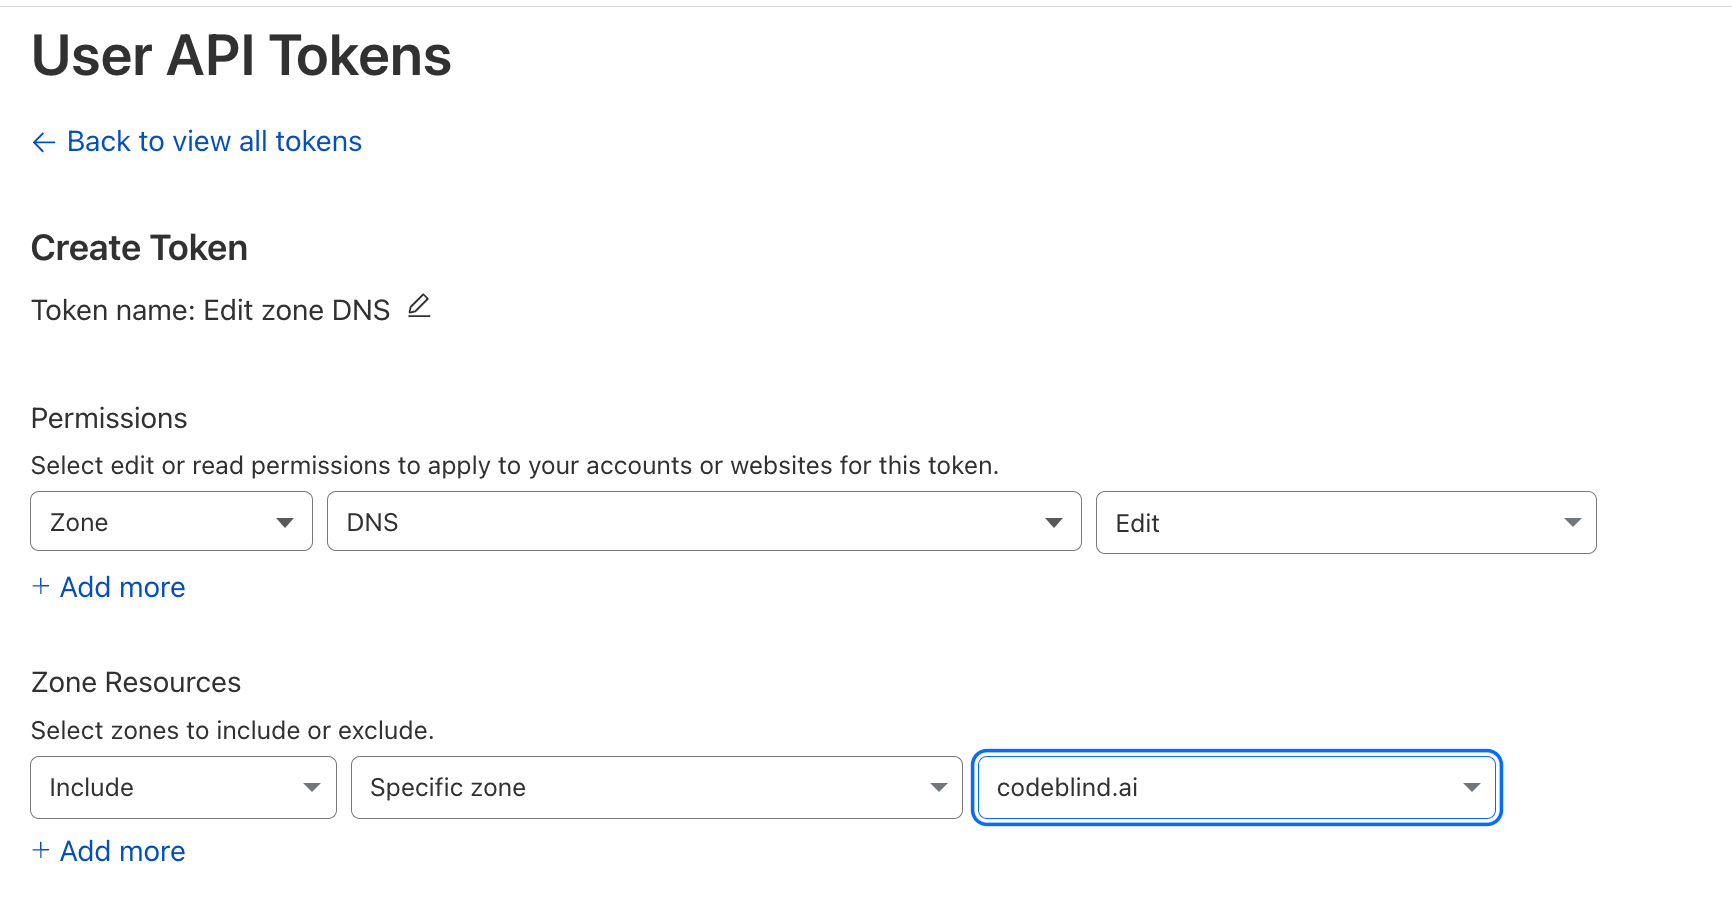 User API Tokens
← Back to view all tokens
Create Token
Token name: Edit zone DNS
Permissions
Select edit or read permissions to apply to your accounts or websites for this token.
Zone DNS Edit
+ Add more
Zone Resources
Select zones to include or exclude.
Include Specific zone codeblind.ai
+ Add more